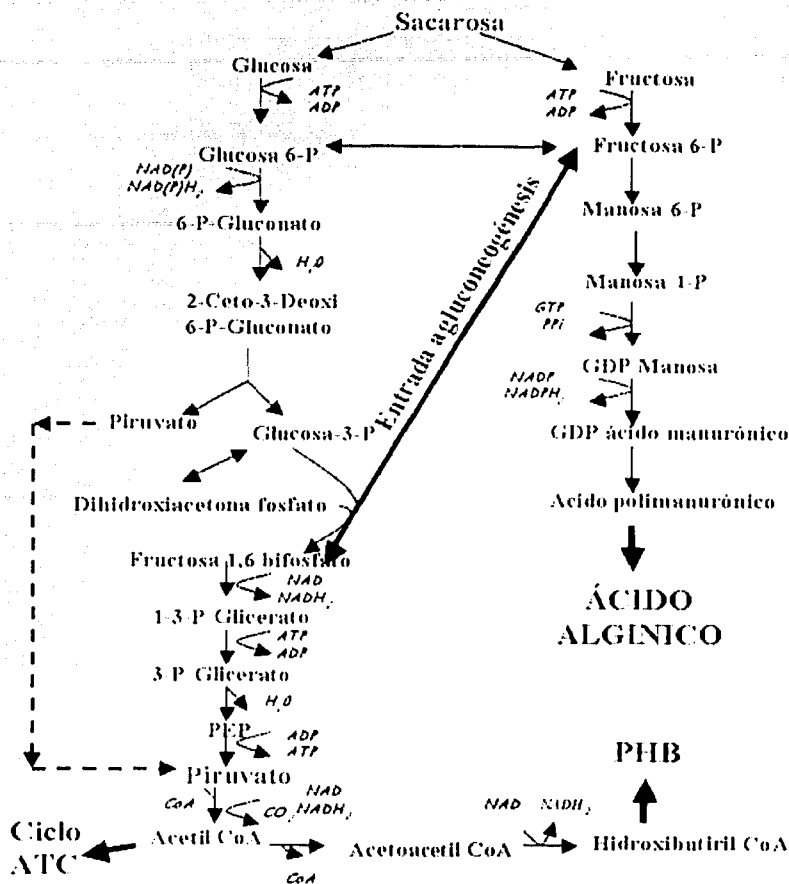 Sacarosa
Glucosa
ATP
ADP
Fructosa
ATP
ADP
Glucosa 6-P
Fructosa 6-P
NAD(P)
NAD(P)H₂
6-P-Gluconato
Manosa 6-P
H₂O
2-Ceto-3-Deoxi
6-P-Gluconato
Manosa 1-P
GTP
PPi
GDP Manosa
NADP
NADPH₂
Entrada a gluconeogénesis
Piruvato
Glucosa-3-P
GDP ácido manurónico
Dihidroxiacetona fosfato
Acido polimanurónico
Fructosa 1,6 bifosfato
NAD
NADH₂
ÁCIDO
ALGINICO
1-3-P Glicerato
ATP
ADP
3-P Glicerato
H₂O
PEP
ADP
ATP
PHB
Piruvato
CoA
NAD
CO₂ NADH₂
NAD NADH₂
Ciclo
ATC
Acetil CoA
Acetoacetil CoA
Hidroxibutiril CoA
CoA